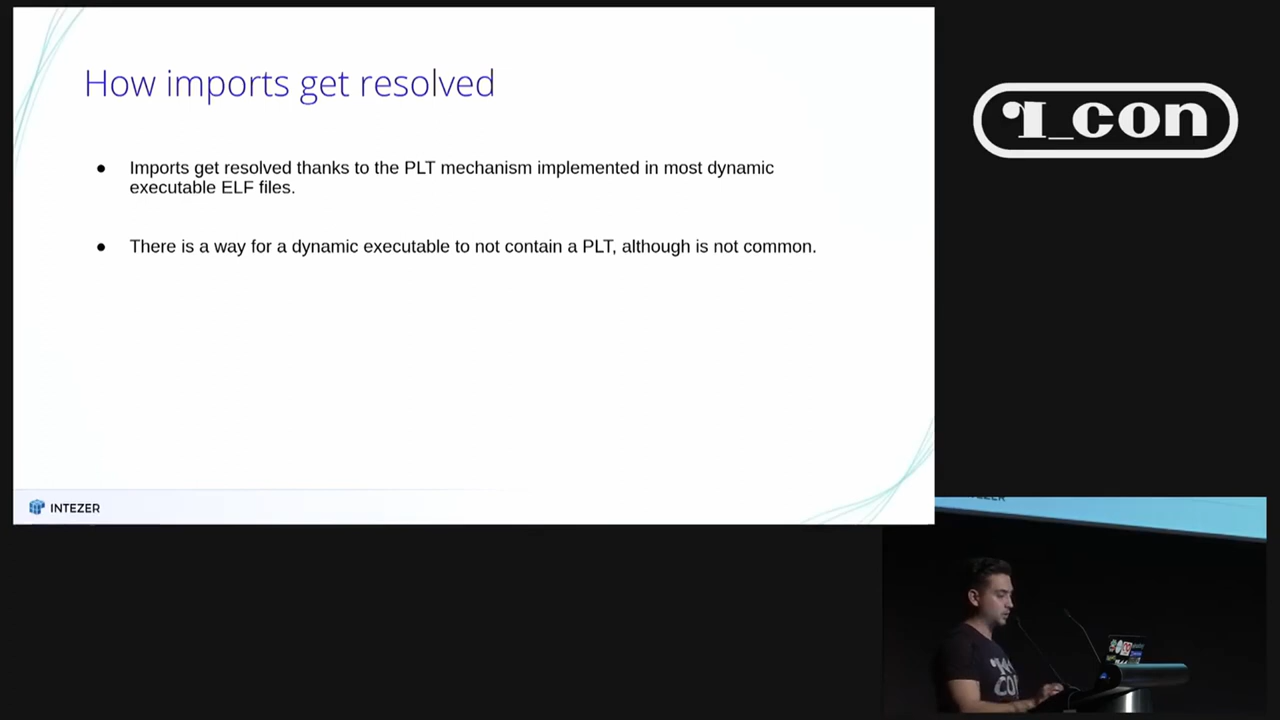 How imports get resolved
● Imports get resolved thanks to the PLT mechanism implemented in most dynamic
executable ELF files.
● There is a way for a dynamic executable to not contain a PLT, although is not common.
INTEZER
r2_con